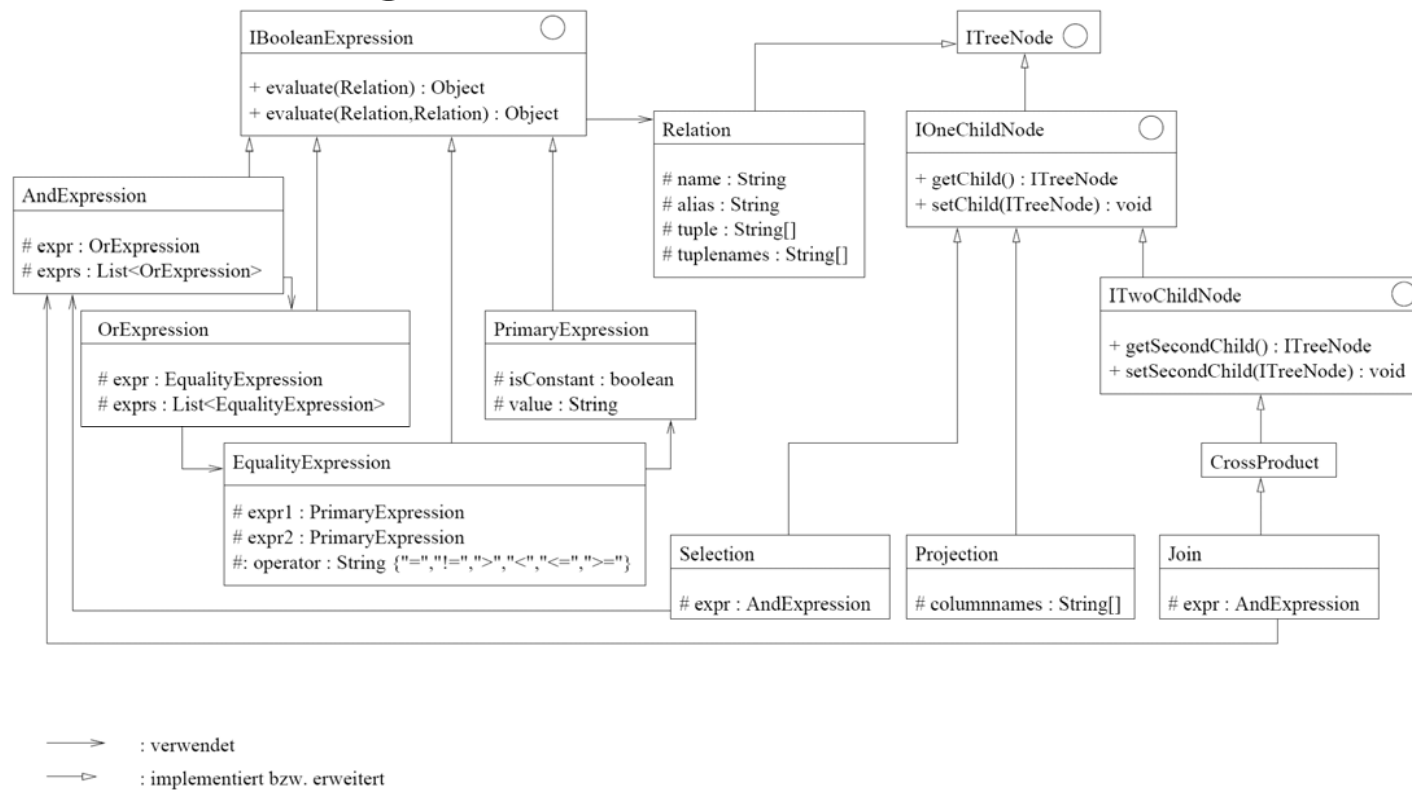 IBooleanExpression
+ evaluate(Relation) : Object
+ evaluate(Relation,Relation) : Object
ITreeNode
Relation
# name : String
# alias : String
# tuple : String[]
# tuplenames : String[]
IOneChildNode
+ getChild() : ITreeNode
+ setChild(ITreeNode) : void
AndExpression
# expr : OrExpression
# exprs : List<OrExpression>
ITwoChildNode
+ getSecondChild() : ITreeNode
+ setSecondChild(ITreeNode) : void
OrExpression
# expr : EqualityExpression
# exprs : List<EqualityExpression>
PrimaryExpression
# isConstant : boolean
# value : String
CrossProduct
EqualityExpression
# expr1 : PrimaryExpression
# expr2 : PrimaryExpression
#: operator : String {"=","!=",">","<","<=",">="}
Selection
# expr : AndExpression
Projection
# columnnames : String[]
Join
# expr : AndExpression
: verwendet
: implementiert bzw. erweitert